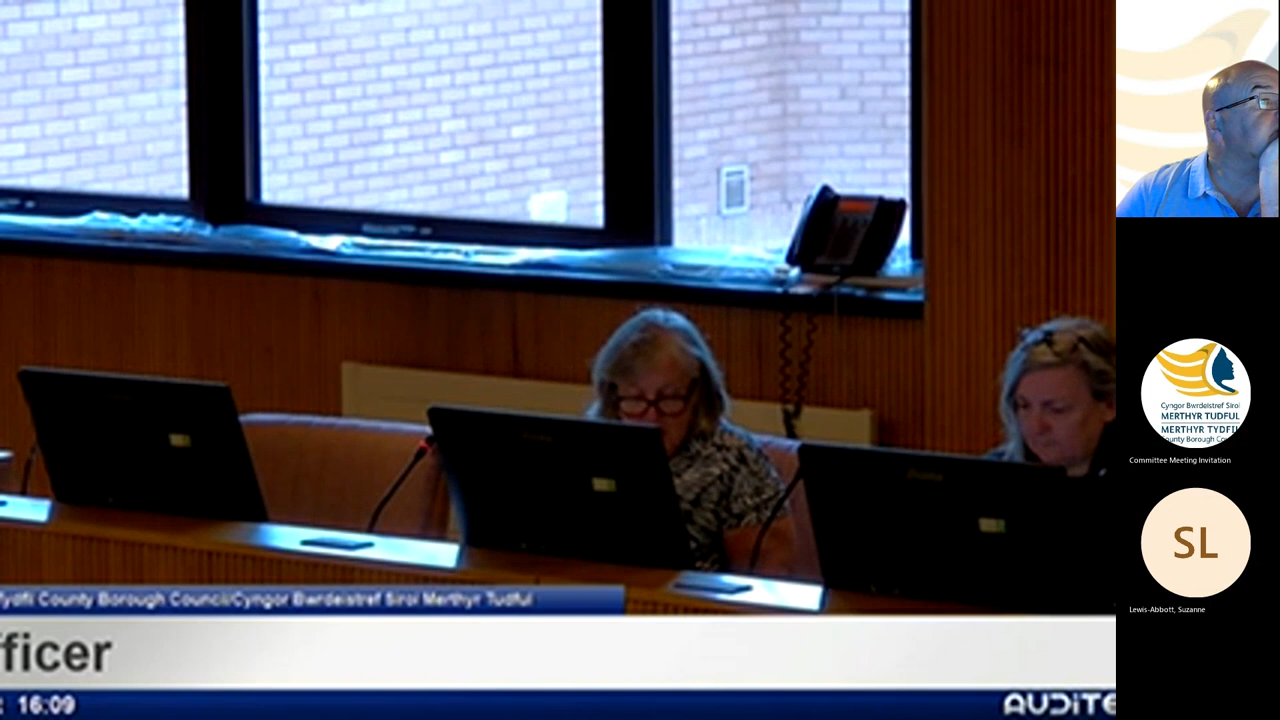 Tydfil County Borough Council/Cyngor Bwrdeistref Sirol Merthyr Tudful
fficer
: 16:09
AUDITE
Cyngor Bwrdeistref Sirol
MERTHYR TUDFUL
MERTHYR TYDFIL
County Borough Cou
Committee Meeting Invitation
SL
Lewis-Abbott, Suzanne